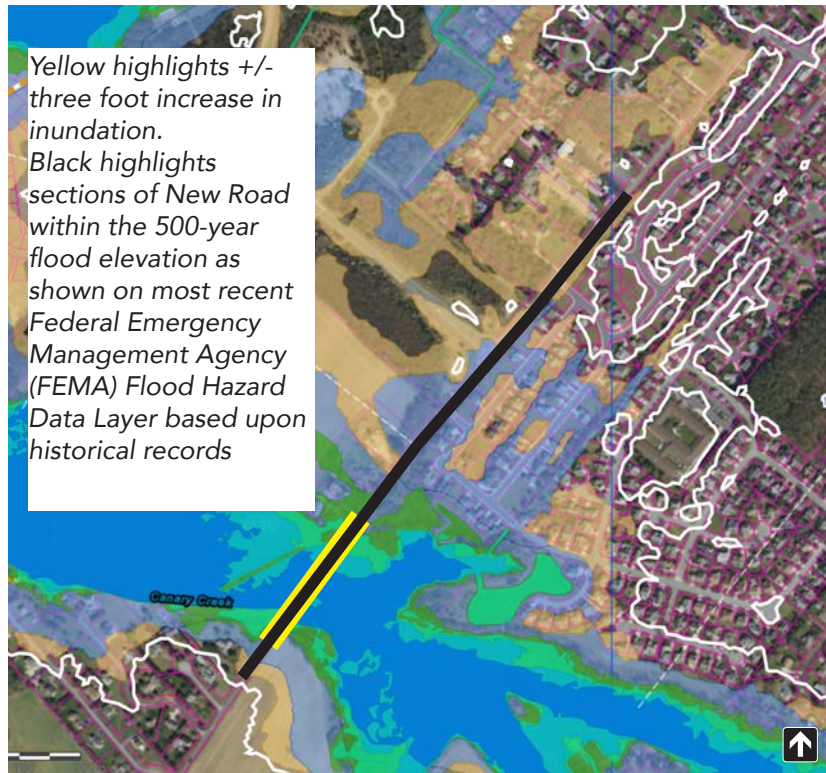 Yellow highlights +/-
three foot increase in
inundation.
Black highlights
sections of New Road
within the 500-year
flood elevation as
shown on most recent
Federal Emergency
Management Agency
(FEMA) Flood Hazard
Data Layer based upon
historical records
Canary Creek